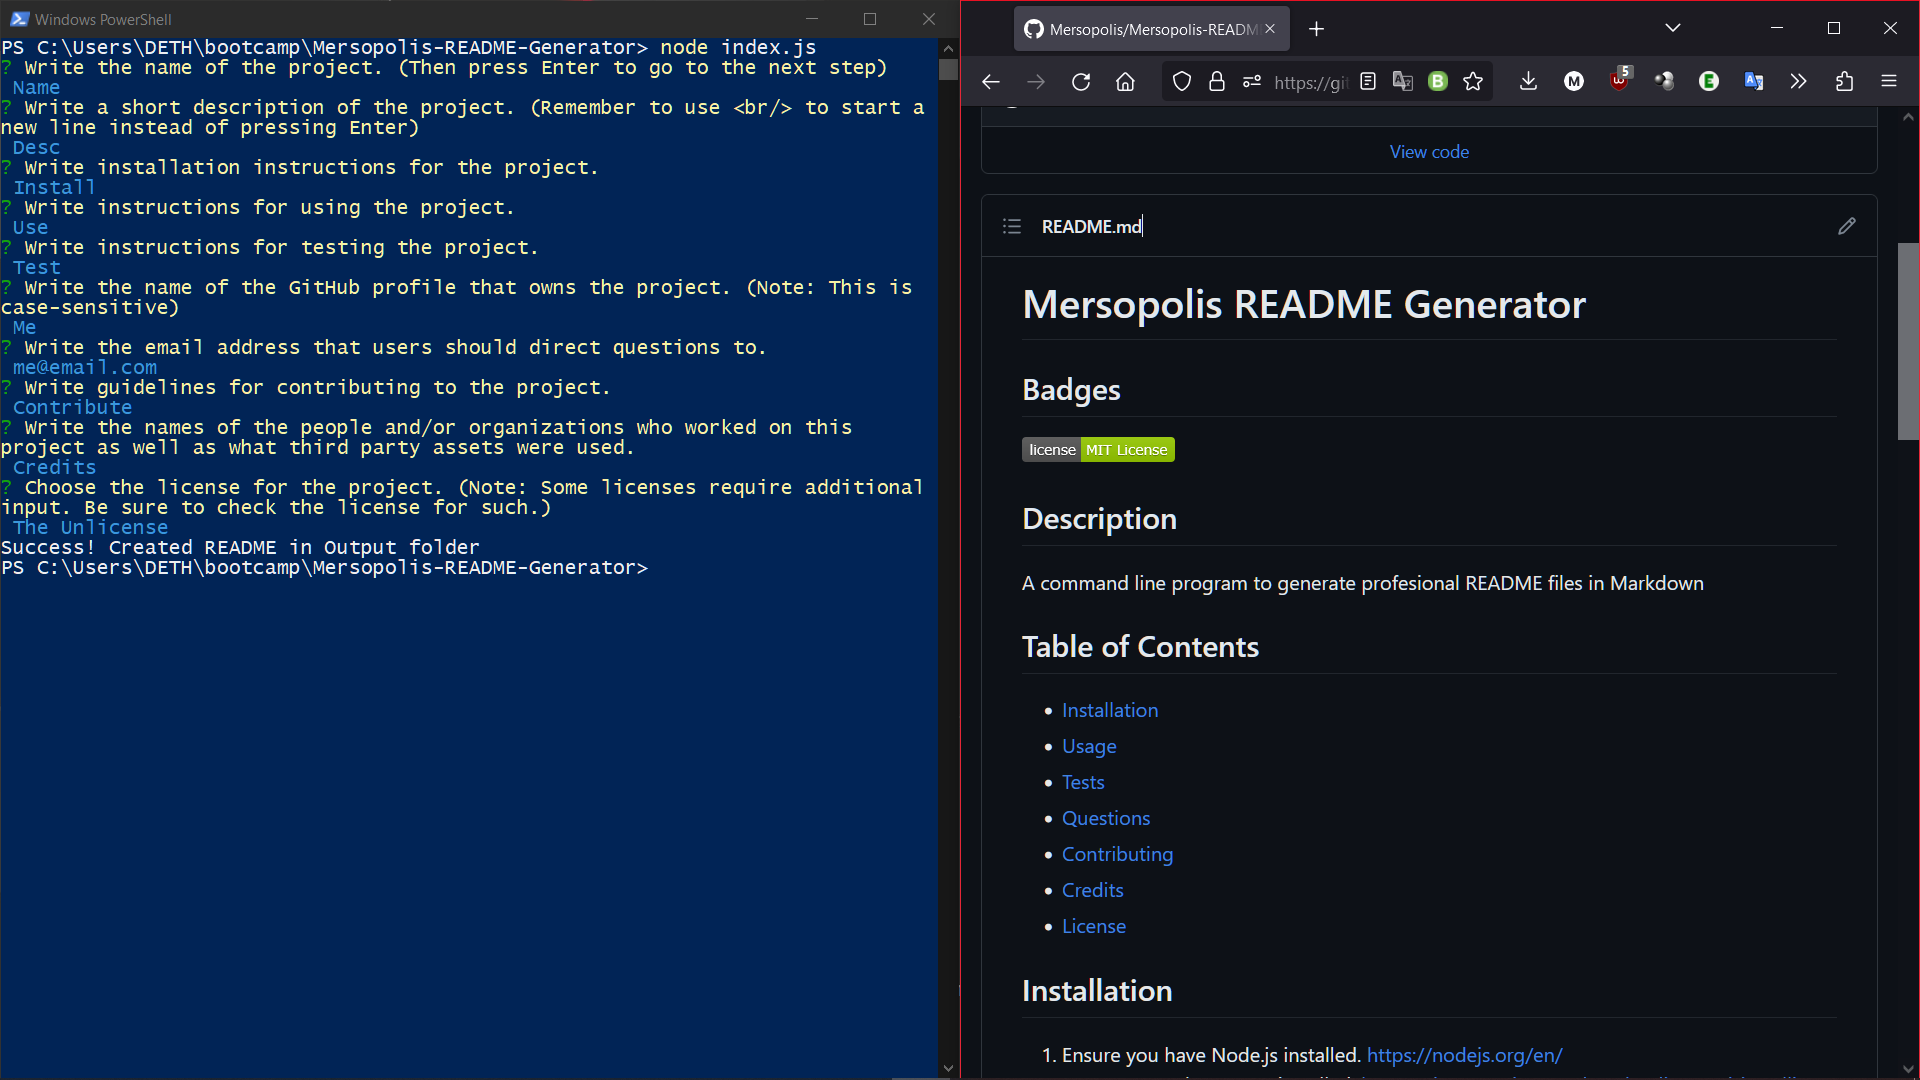 Windows PowerShell
PS C:\Users\DETH\bootcamp\Mersopolis-README-Generator> node index.js
? Write the name of the project. (Then press Enter to go to the next step)
Name
? Write a short description of the project. (Remember to use <br/> to start a
new line instead of pressing Enter)
Desc
? Write installation instructions for the project.
Install
? Write instructions for using the project.
Use
? Write instructions for testing the project.
Test
? Write the name of the GitHub profile that owns the project. (Note: This is
case-sensitive)
Me
? Write the email address that users should direct questions to.
me@email.com
? Write guidelines for contributing to the project.
Contribute
? Write the names of the people and/or organizations who worked on this
project as well as what third party assets were used.
Credits
? Choose the license for the project. (Note: Some licenses require additional
input. Be sure to check the license for such.)
The Unlicense
Success! Created README in Output folder
PS C:\Users\DETH\bootcamp\Mersopolis-README-Generator>
Mersopolis/Mersopolis-README
https://git
5
View code
README.md
Mersopolis README Generator
Badges
license MIT License
Description
A command line program to generate profesional README files in Markdown
Table of Contents
• Installation
• Usage
• Tests
• Questions
• Contributing
• Credits
• License
Installation
1. Ensure you have Node.js installed. https://nodejs.org/en/